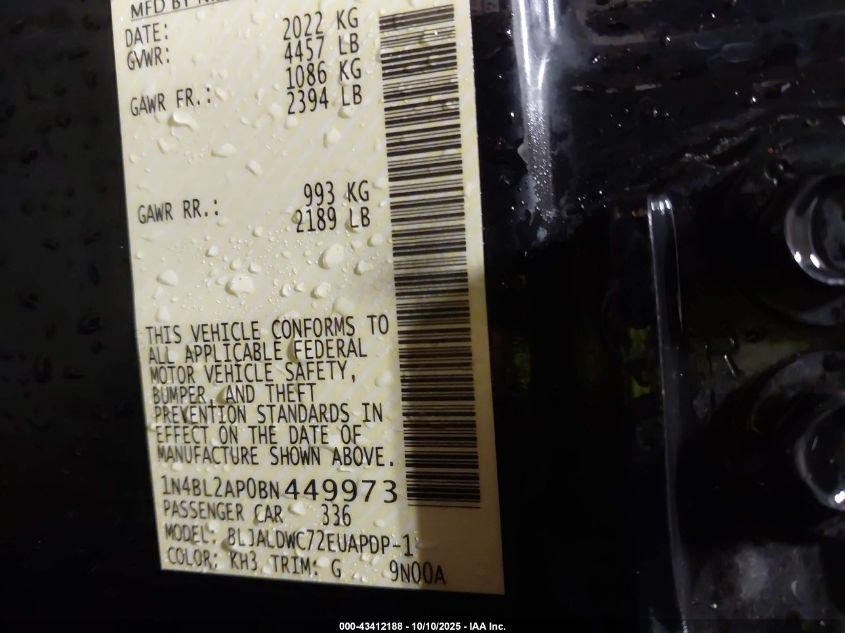 MFD BY
DATE:
2022 KG
GVWR: 4457 LB
1086 KG
GAWR FR.: 2394 LB
993 KG
GAWR RR.: 2189 LB
THIS VEHICLE CONFORMS TO
ALL APPLICABLE FEDERAL
MOTOR VEHICLE SAFETY,
BUMPER, AND THEFT
PREVENTION STANDARDS IN
EFFECT ON THE DATE OF
MANUFACTURE SHOWN ABOVE.
1N4BL2AP0BN449973
PASSENGER CAR 336
MODEL: BLJALDWC72EUAPDP-1
COLOR: KH3 TRIM: G 9N00A
000-43412188 - 10/10/2025 - IAA Inc.